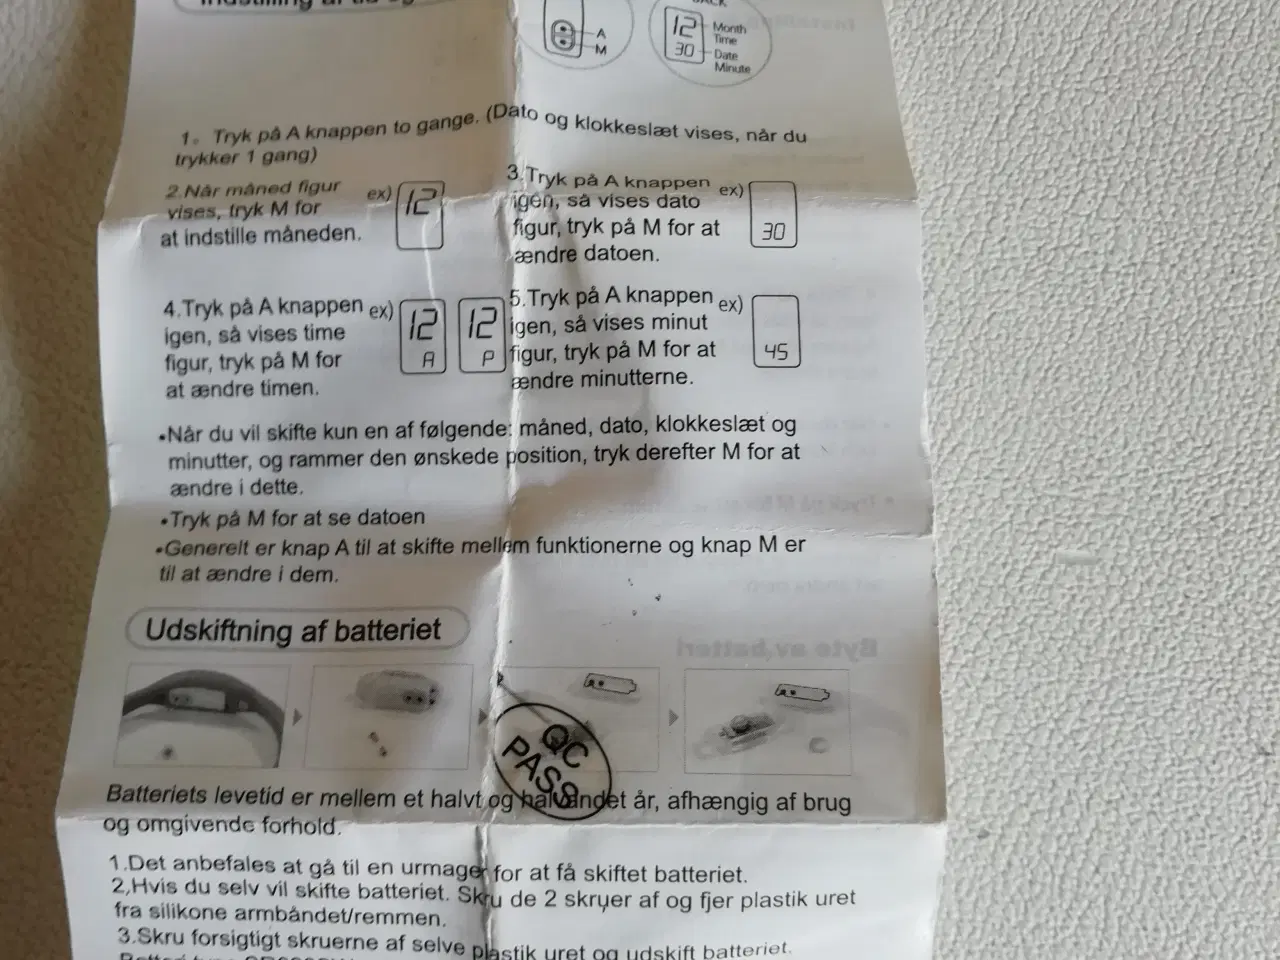 Indstilling af tid og
BACK
A
M
12
30
Month
Time
Date
Minute
1. Tryk på A knappen to gange. (Dato og klokkeslæt vises, når du
trykker 1 gang)
2.Når måned figur
vises, tryk M for
at indstille måneden.
ex)
12
3.Tryk på A knappen
igen, så vises dato
figur, tryk på M for at
ændre datoen.
ex)
30
4.Tryk på A knappen
igen, så vises time
figur, tryk på M for
at ændre timen.
ex)
12
A
12
P
5.Tryk på A knappen
igen, så vises minut
figur, tryk på M for at
ændre minutterne.
ex)
45
•Når du vil skifte kun en af følgende: måned, dato, klokkeslæt og
minutter, og rammer den ønskede position, tryk derefter M for at
ændre i dette.
•Tryk på M for at se datoen
•Generelt er knap A til at skifte mellem funktionerne og knap M er
til at ændre i dem.
Udskiftning af batteriet
QC
PASS
Batteriets levetid er mellem et halvt og halvandet år, afhængig af brug
og omgivende forhold.
1.Det anbefales at gå til en urmager for at få skiftet batteriet.
2,Hvis du selv vil skifte batteriet. Skru de 2 skruer af og fjer plastik uret
fra silikone armbåndet/remmen.
3.Skru forsigtigt skruerne af selve plastik uret og udskift batteriet.